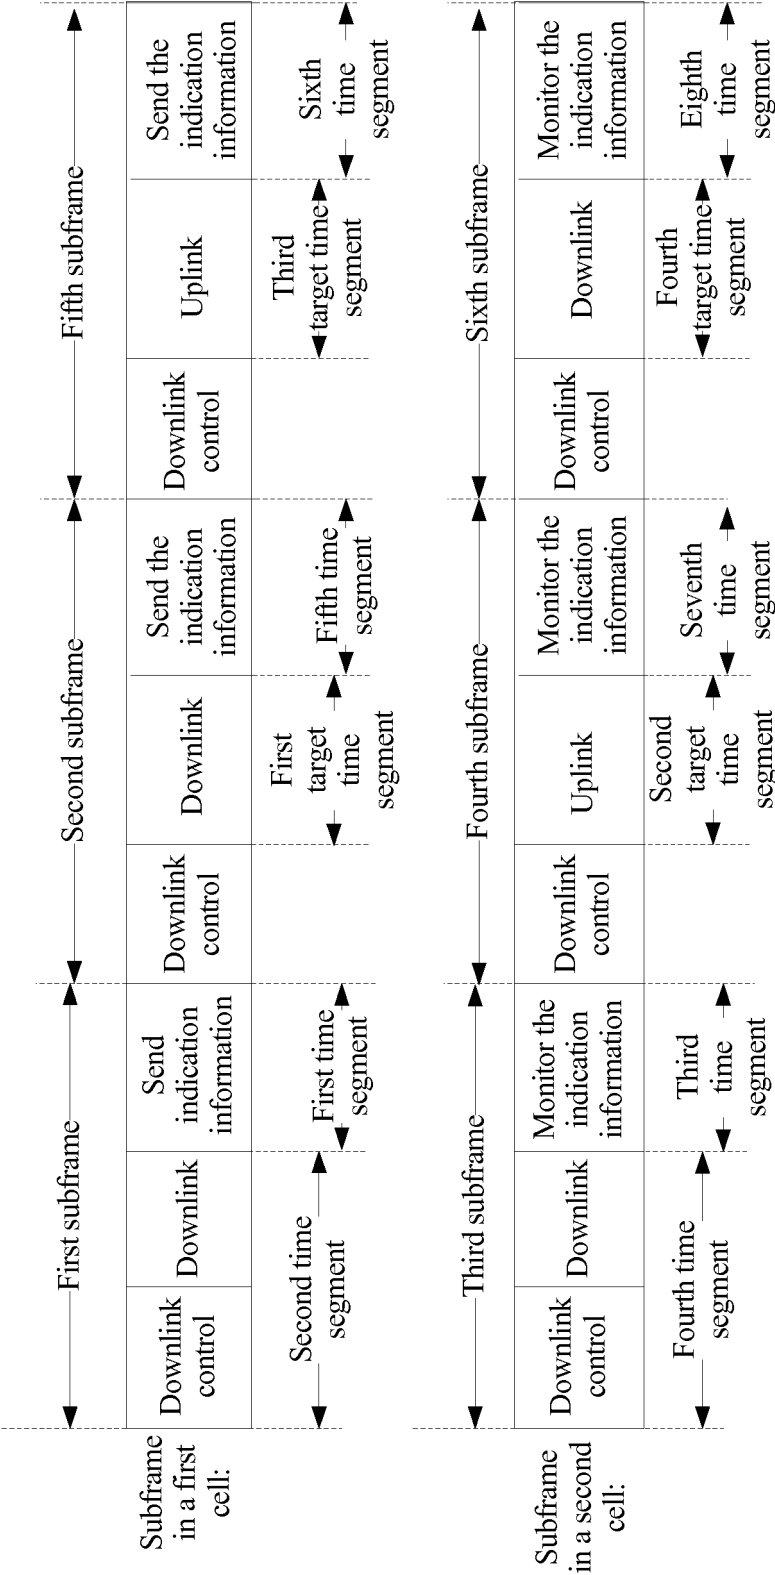 First subframe
Second subframe
Fifth subframe
Subframe
in a first
cell:
Downlink
control
Downlink
Send
indication
information
Downlink
control
Downlink
Send the
indication
information
Downlink
control
Uplink
Send the
indication
information
Second time
segment
First time
segment
First
target
time
segment
Fifth time
segment
Third
target time
segment
Sixth
time
segment
Third subframe
Fourth subframe
Sixth subframe
Subframe
in a second
cell:
Downlink
control
Downlink
Monitor the
indication
information
Downlink
control
Uplink
Monitor the
indication
information
Downlink
control
Downlink
Monitor the
indication
information
Fourth time
segment
Third
time
segment
Second
target
time
segment
Seventh
time
segment
Fourth
target time
segment
Eighth
time
segment